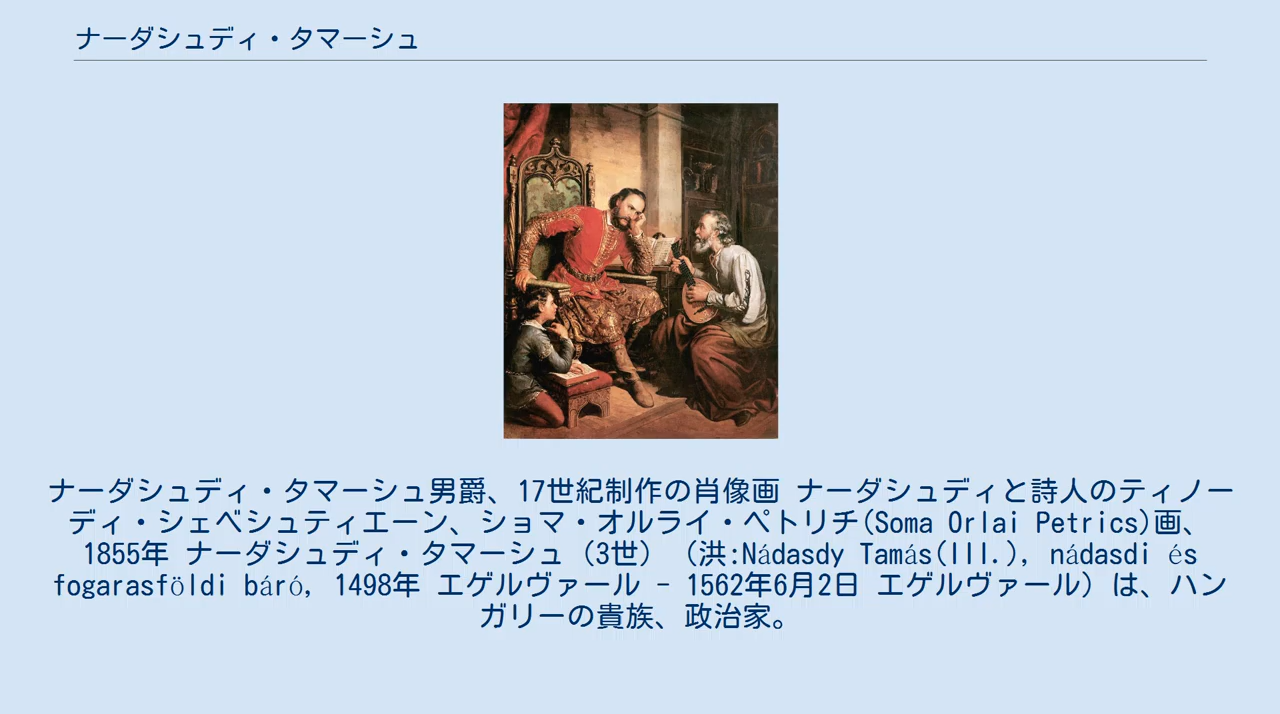 ナーダシュディ・タマーシュ
ナーダシュディ・タマーシュ男爵、17世紀制作の肖像画 ナーダシュディと詩人のティノー
ディ・シェベシュティエーン、ショマ・オルライ・ペトリチ(Soma Orlai Petrics)画、
1855年 ナーダシュディ・タマーシュ（3世）（洪:Nádasdy Tamás(III.), nádasdi és
fogarasföldi báró, 1498年 エゲルヴァール - 1562年6月2日 エゲルヴァール）は、ハン
ガリーの貴族、政治家。